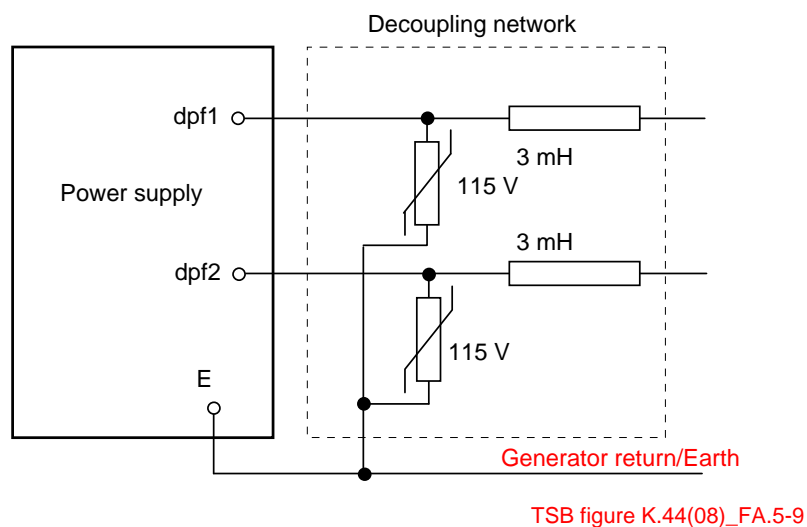 Decoupling network
dpf1
3 mH
Power supply
115 V
3 mH
dpf2
115 V
E
Generator return/Earth
TSB figure K.44(08)_FA.5-9